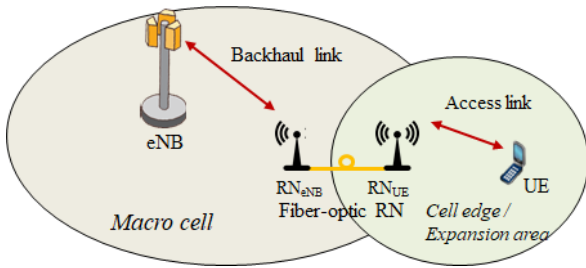 Backhaul link
Access link
eNB
RNeNB
RNUE
UE
Fiber-optic RN
Macro cell
Cell edge /
Expansion area